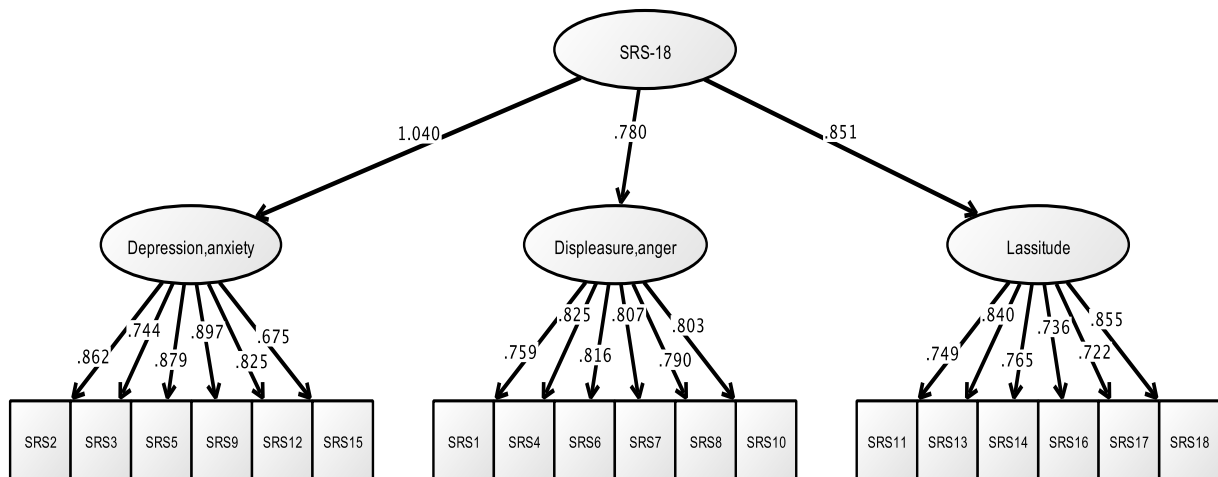 SRS-18
1.040
.780
.851
Depression,anxiety
Displeasure,anger
Lassitude
.862
.744
.879
.897
.825
.675
.759
.825
.816
.807
.790
.803
.749
.840
.765
.736
.722
.855
SRS2
SRS3
SRS5
SRS9
SRS12
SRS15
SRS1
SRS4
SRS6
SRS7
SRS8
SRS10
SRS11
SRS13
SRS14
SRS16
SRS17
SRS18